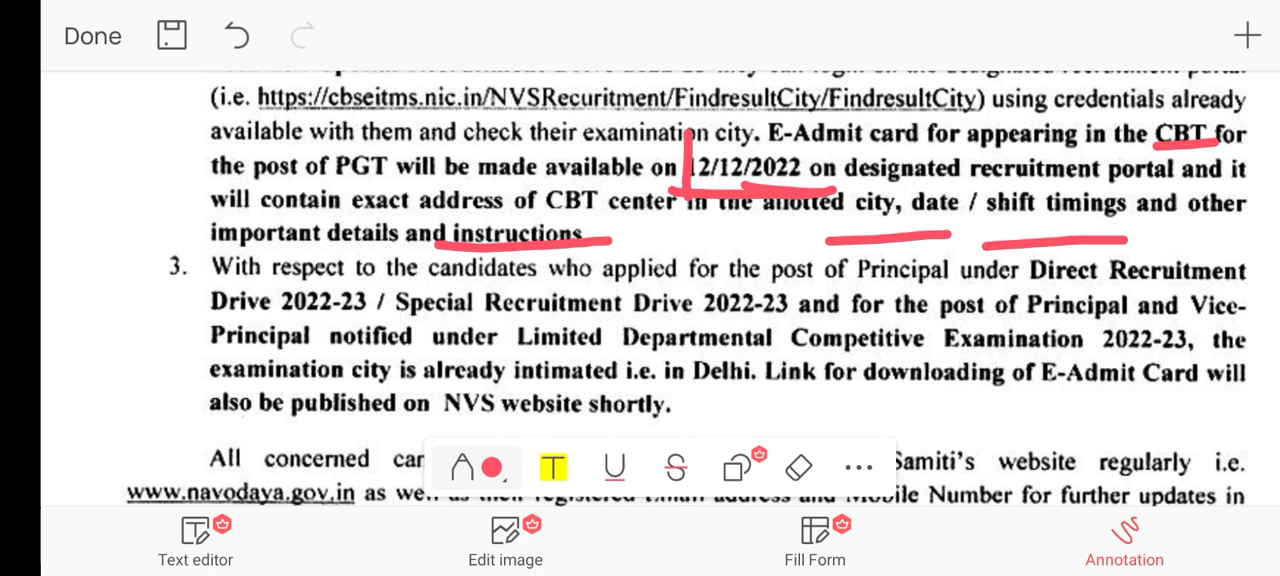 Done
(i.e. https://cbseitms.nic.in/NVSRecuritment/FindresultCity/FindresultCity) using credentials already
available with them and check their examination city. E-Admit card for appearing in the CBT for
the post of PGT will be made available on 12/12/2022 on designated recruitment portal and it
will contain exact address of CBT center in the allotted city, date / shift timings and other
important details and instructions
3. With respect to the candidates who applied for the post of Principal under Direct Recruitment
Drive 2022-23 / Special Recruitment Drive 2022-23 and for the post of Principal and Vice-
Principal notified under Limited Departmental Competitive Examination 2022-23, the
examination city is already intimated i.e. in Delhi. Link for downloading of E-Admit Card will
also be published on NVS website shortly.
All concerned Samiti's website regularly i.e.
www.navodaya.gov.in as Number for further updates in
T U S
Text editor Edit image Fill Form Annotation